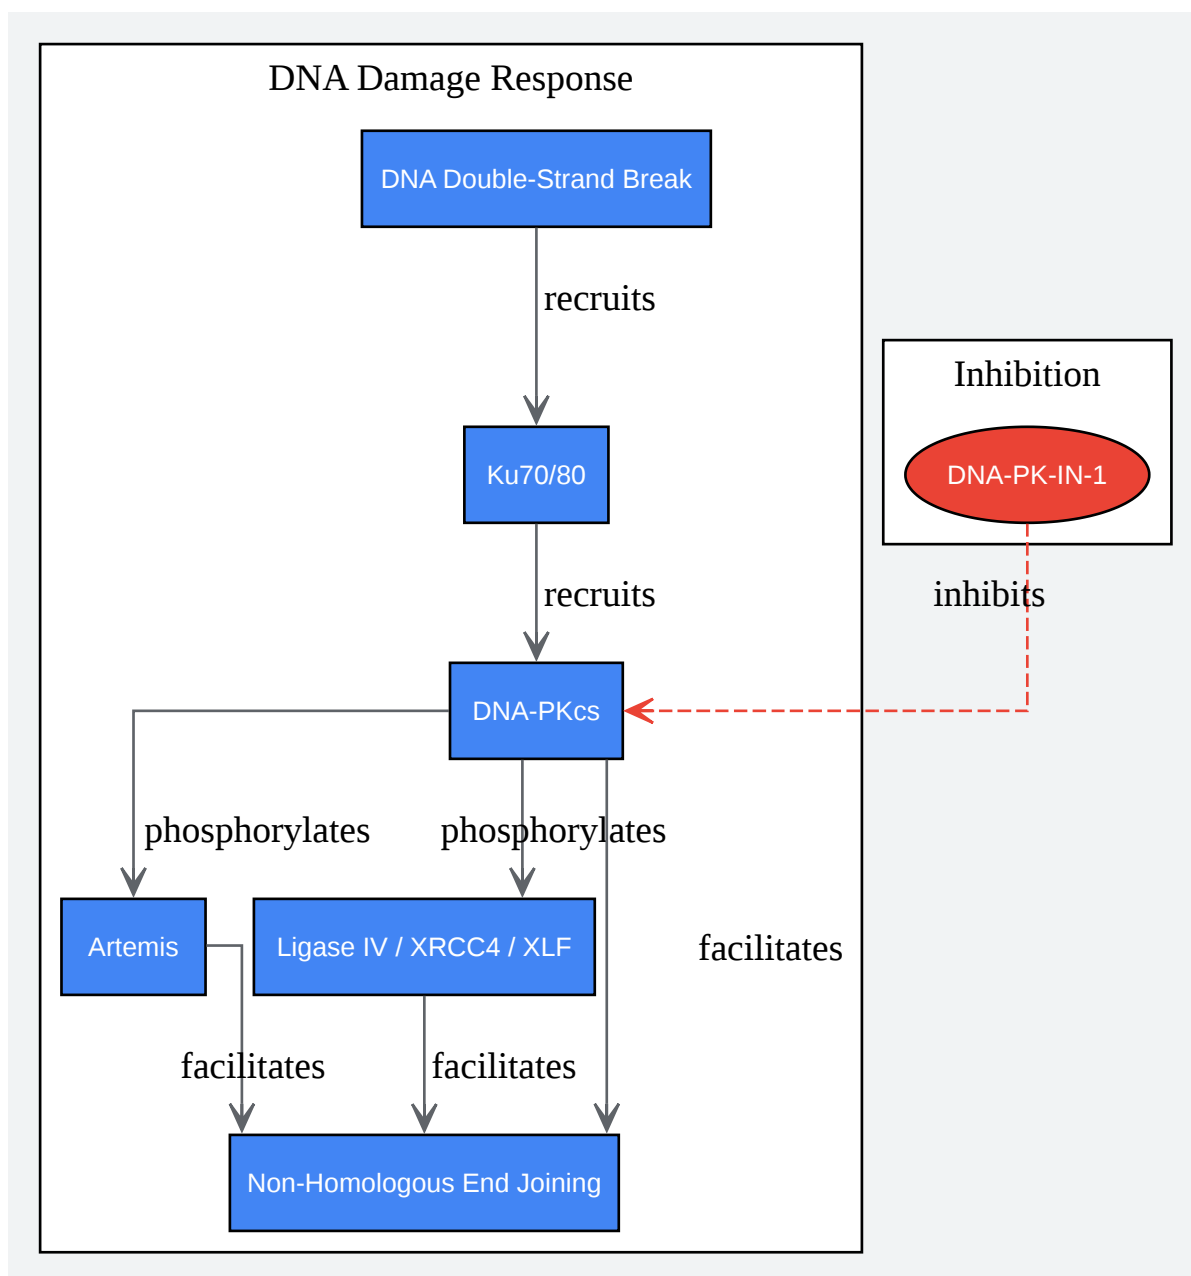 DNA Damage Response
DNA Double-Strand Break
recruits
Inhibition
Ku70/80
DNA-PK-IN-1
recruits
inhibits
DNA-PKcs
phosphorylates
phosphorylates
Artemis
Ligase IV / XRCC4 / XLF
facilitates
facilitates
facilitates
Non-Homologous End Joining